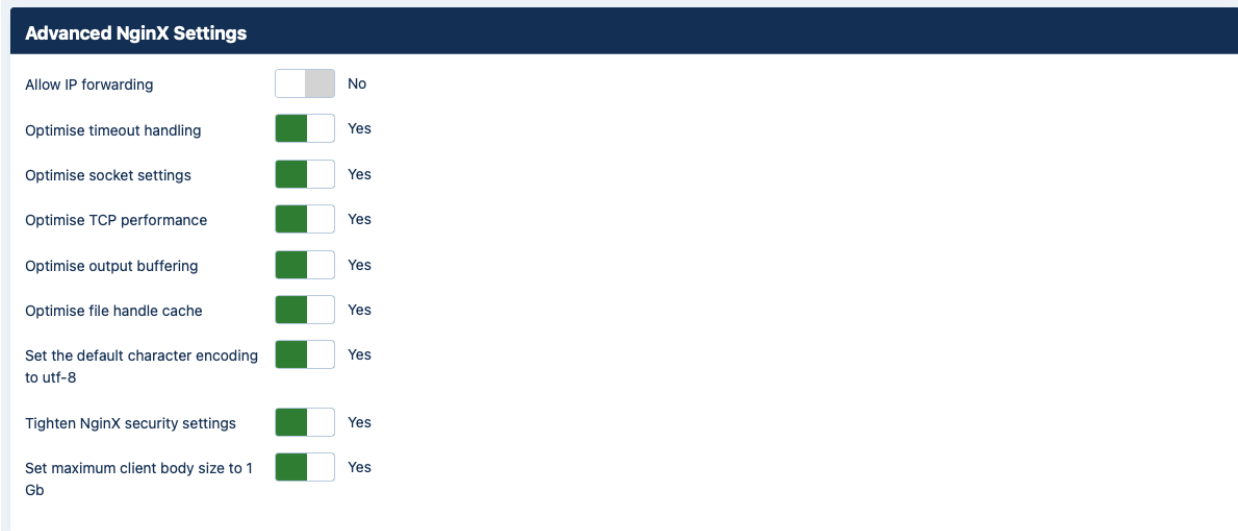 Advanced NginX Settings
Allow IP forwarding No
Optimise timeout handling Yes
Optimise socket settings Yes
Optimise TCP performance Yes
Optimise output buffering Yes
Optimise file handle cache Yes
Set the default character encoding Yes
to utf-8
Tighten NginX security settings Yes
Set maximum client body size to 1 Yes
Gb